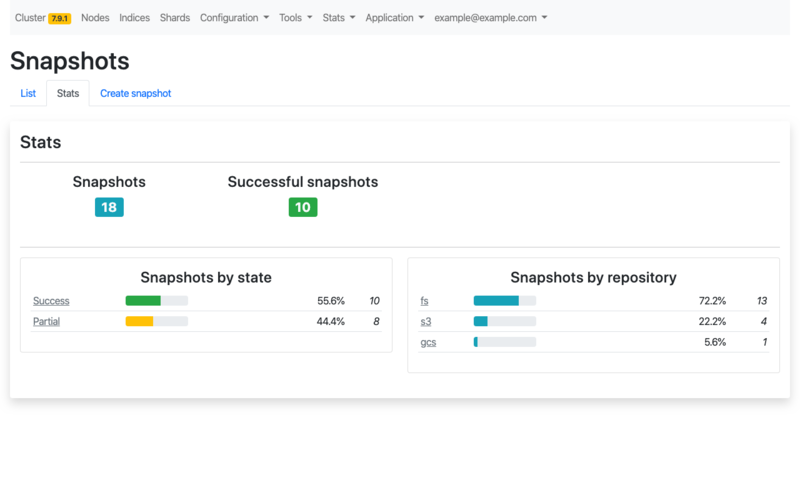 Cluster 7.9.1 Nodes Indices Shards Configuration Tools Stats Application example@example.com
Snapshots
List Stats Create snapshot
Stats
Snapshots Successful snapshots
18 10
Snapshots by state
Success 55.6% 10
Partial 44.4% 8
Snapshots by repository
fs 72.2% 13
s3 22.2% 4
gcs 5.6% 1